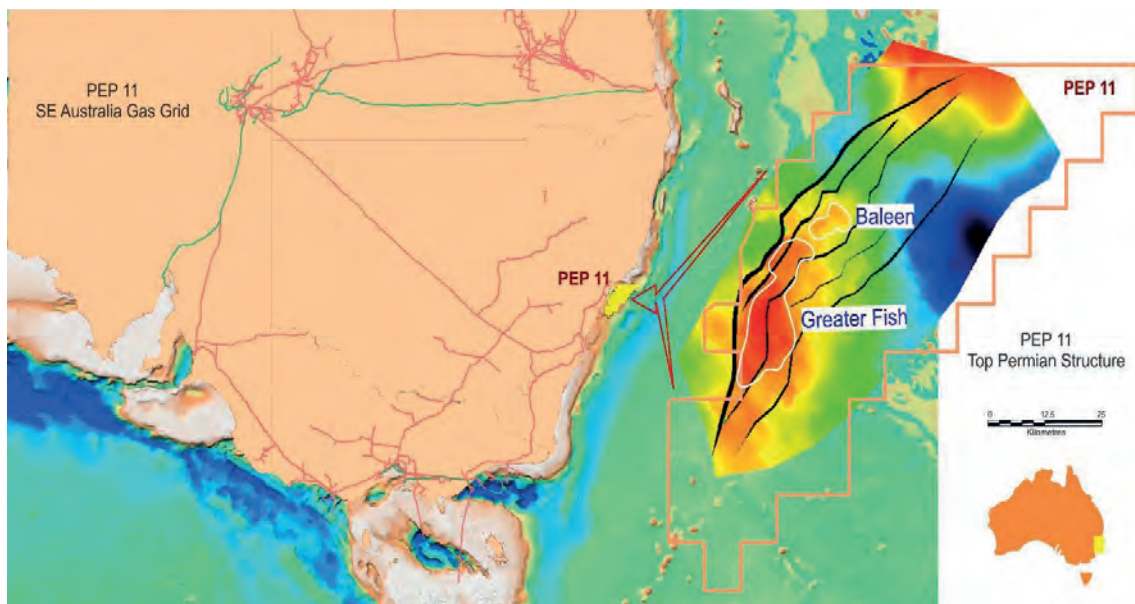 PEP 11
SE Australia Gas Grid
PEP 11
PEP 11
Baleen
Greater Fish
PEP 11
Top Permian Structure
0 12.5 25
Kilometres